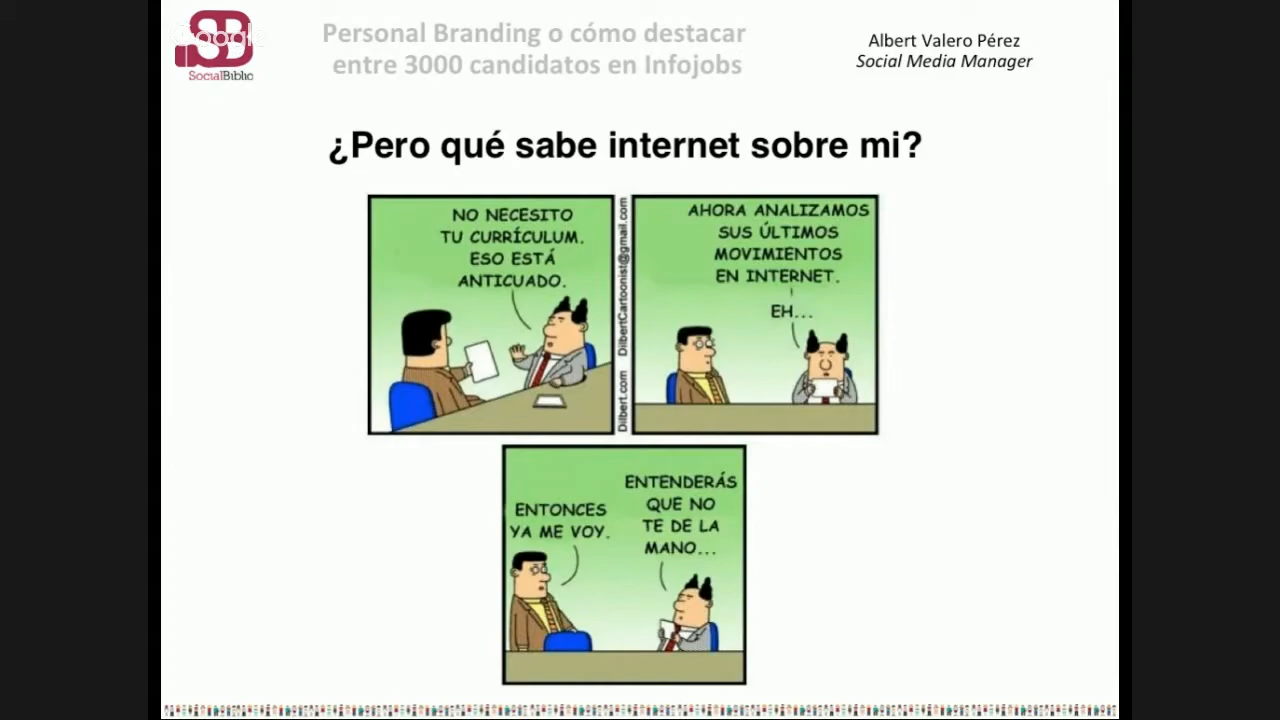 Google
SB
SocialBiblio
Personal Branding o cómo destacar
entre 3000 candidatos en Infojobs
Albert Valero Pérez
Social Media Manager
¿Pero qué sabe internet sobre mi?
NO NECESITO
TU CURRÍCULUM.
ESO ESTÁ
ANTICUADO.
Dilbert.com DilbertCartoonist@gmail.com
AHORA ANALIZAMOS
SUS ÚLTIMOS
MOVIMIENTOS
EN INTERNET.
EH...
ENTONCES
YA ME VOY.
ENTENDERÁS
QUE NO
TE DE LA
MANO...